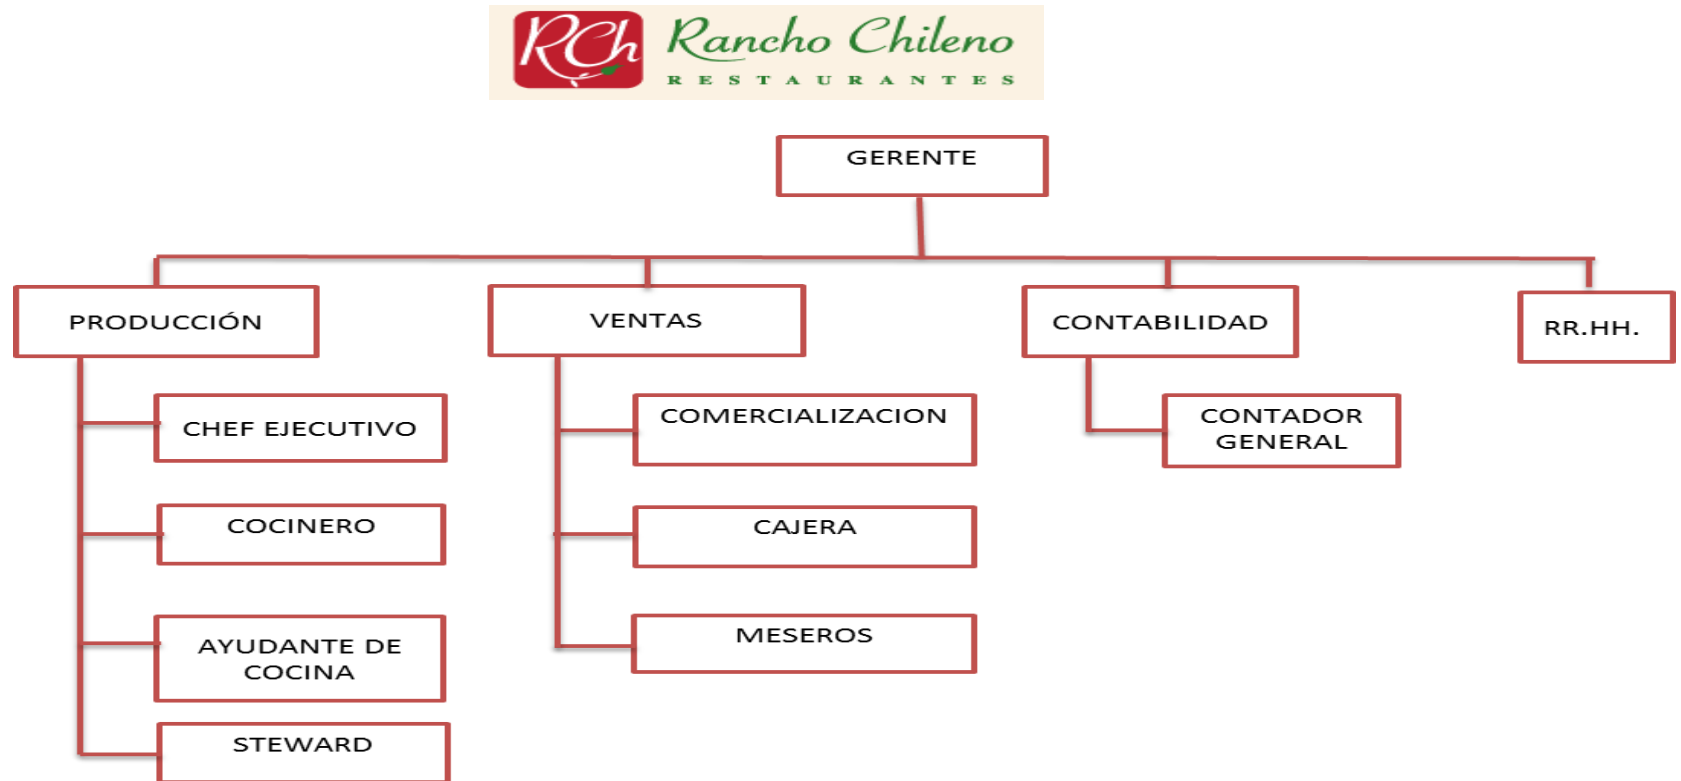 RCh Rancho Chileno
RESTAURANTES
GERENTE
PRODUCCIÓN
VENTAS
CONTABILIDAD
RR.HH.
CHEF EJECUTIVO
COMERCIALIZACION
CONTADOR
GENERAL
COCINERO
CAJERA
AYUDANTE DE
COCINA
MESEROS
STEWARD